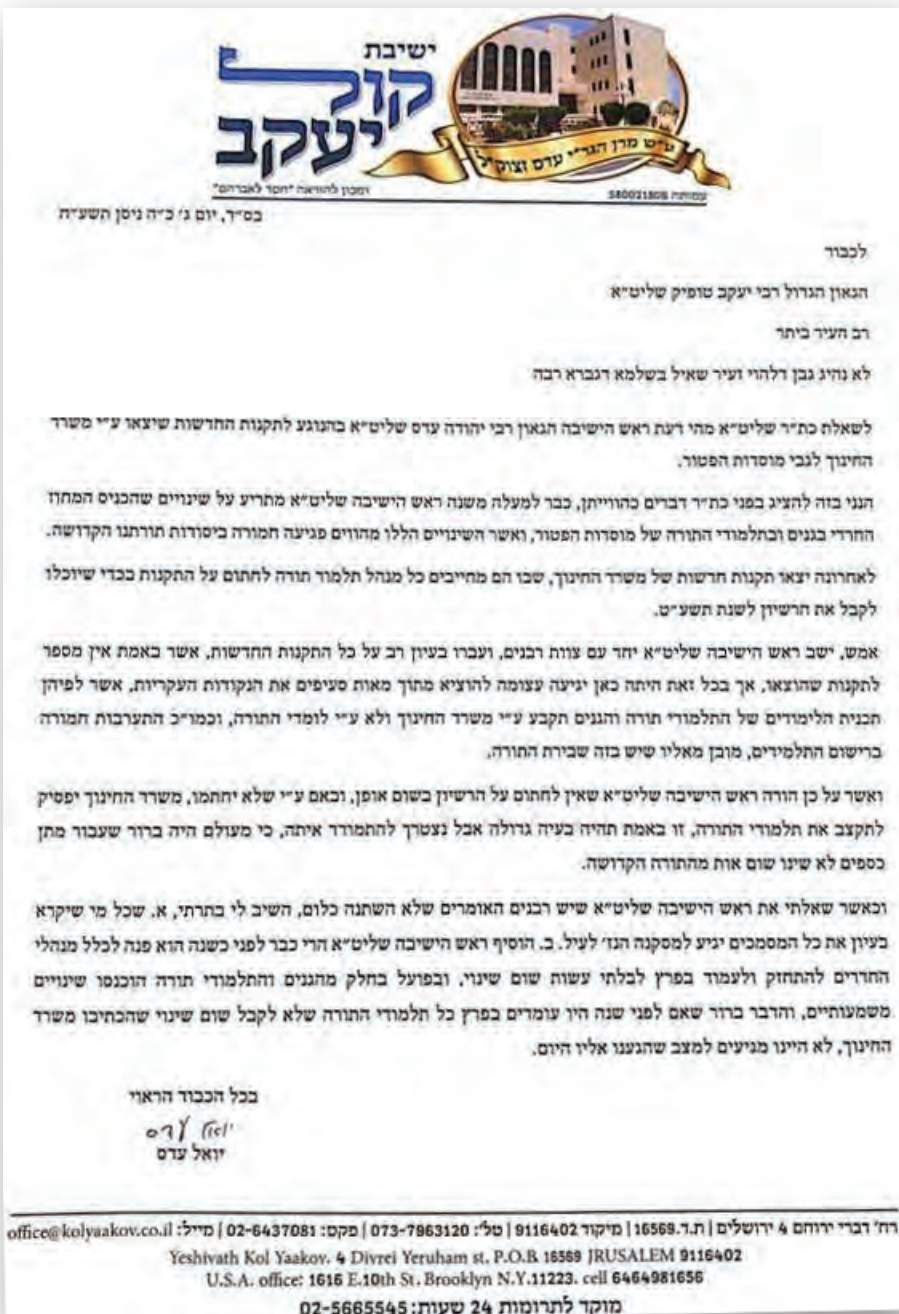 ישיבת
קול
יעקב
ע"ש מרן הגר"י עדס זצוק"ל
ומכון להוראה "חסד לאברהם"
עמותה 580021808
בס"ד, יום ג' כ"ה ניסן תשע"ח
לכבוד
הגאון הגדול רבי יעקב טופיק שליט"א
רב העיר ביתר
לא נהיג גבן דלהוי זעיר שאיל בשלמא דגברא רבה
לשאלת כת"ר שליט"א מהי דעת ראש הישיבה הגאון רבי יהודה עדס שליט"א בהנוגע לתקנות החדשות שיצאו ע"י משרד
החינוך לגבי מוסדות הפטור.
הנני בזה להציג בפני כת"ר דברים כהווייתן, כבר למעלה משנה ראש הישיבה שליט"א מתריע על שינויים שהכניס המחוז
החרדי בגנים ובתלמודי התורה של מוסדות הפטור, ואשר השינויים הללו מהווים פגיעה חמורה ביסודות תורתנו הקדושה.
לאחרונה יצאו תקנות חדשות של משרד החינוך, שבו הם מחייבים כל מנהל תלמוד תורה לחתום על התקנות בכדי שיוכלו
לקבל את הרשיון לשנת תשע"ט.
אמש, ישב ראש הישיבה שליט"א יחד עם צוות רבנים, ועברו בעיון רב על כל התקנות החדשות, אשר באמת אין מספר
לתקנות שהוצאו, אך בכל זאת היתה כאן יגיעה עצומה להוציא מתוך מאות סעיפים את הנקודות העקריות, אשר לפיהן
תכנית הלימודים של התלמודי תורה והגנים תקבע ע"י משרד החינוך ולא ע"י לומדי התורה, וכמו"כ התערבות חמורה
ברישום התלמידים, מובן מאליו שיש בזה שבירת התורה.
ואשר על כן הורה ראש הישיבה שליט"א שאין לחתום על הרשיון בשום אופן, ובאם ע"י שלא יחתמו, משרד החינוך יפסיק
לתקצב את תלמודי התורה, זו באמת תהיה בעיה גדולה אבל נצטרך להתמודד איתה, כי מעולם היה ברור שעבור מתן
כספים לא שינו שום אות מהתורה הקדושה.
וכאשר שאלתי את ראש הישיבה שליט"א שיש רבנים האומרים שלא השתנה כלום, השיב לי בתרתי, א. שכל מי שיקרא
בעיון את כל המסמכים יגיע למסקנה הנז' לעיל. ב. הוסיף ראש הישיבה שליט"א הרי כבר לפני כשנה הוא פנה לכלל מנהלי
החדרים להתחזק ולעמוד בפרץ לבלתי עשות שום שינוי, ובפועל בחלק מהגנים והתלמודי תורה הוכנסו שינויים
משמעותיים, והדבר ברור שאם לפני שנה היו עומדים בפרץ כל תלמודי התורה שלא לקבל שום שינוי שהכתיבו משרד
החינוך, לא היינו מגיעים למצב שהגענו אליו היום.
בכל הכבוד הראוי
יואל עדס
יואל עדס
רח' דברי ירוחם 4 ירושלים | ת.ד. 16569 | מיקוד 9116402 | טל': 073-7963120 | פקס: 02-6437081 | מייל: office@kolyaakov.co.il
Yeshivath Kol Yaakov. 4 Divrei Yeruham st. P.O.B. 16569 JRUSALEM 9116402
U.S.A. office: 1616 E.10th St. Brooklyn N.Y.11223. cell 6464981656
מוקד לתרומות 24 שעות: 02-5665545